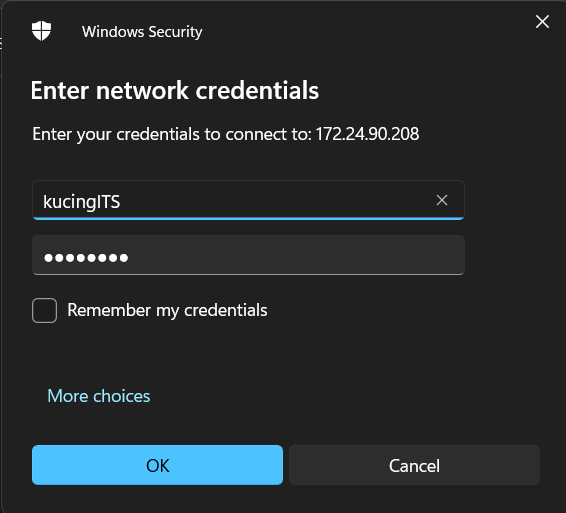 Windows Security
Enter network credentials
Enter your credentials to connect to: 172.24.90.208
kucingITS
●●●●●●●●
Remember my credentials
More choices
OK
Cancel